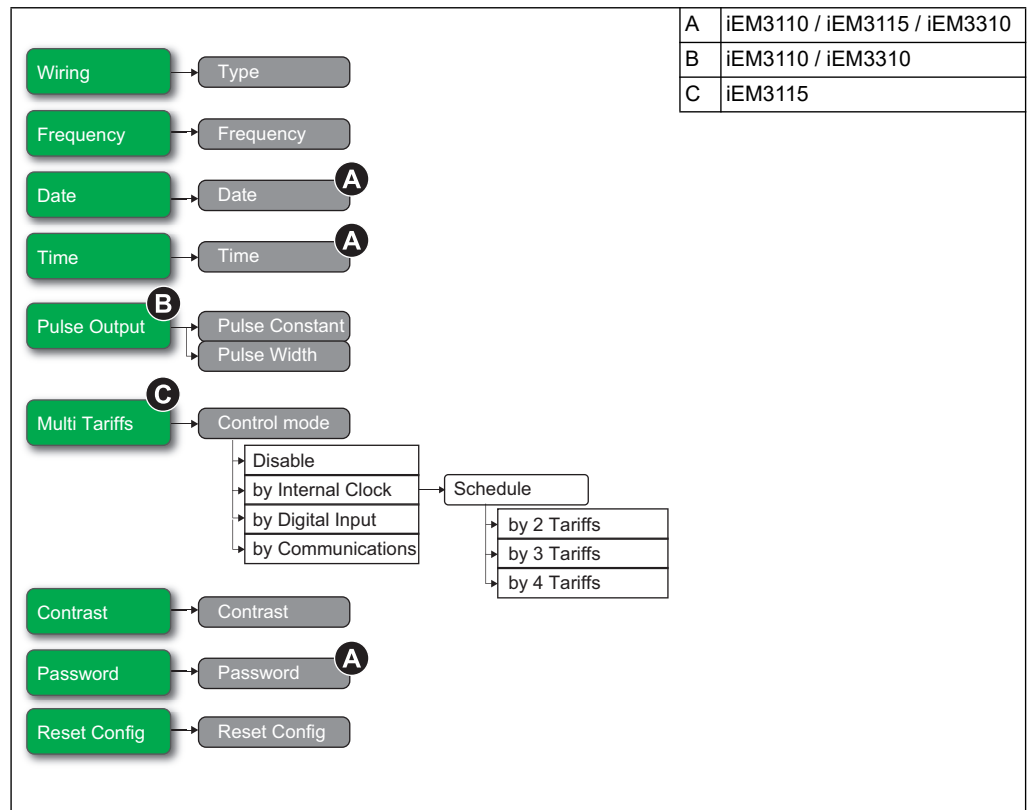 A iEM3110 / iEM3115 / iEM3310
B iEM3110 / iEM3310
C iEM3115
Wiring Type
Frequency Frequency
Date Date A
Time Time A
Pulse Output B Pulse Constant
Pulse Width
Multi Tariffs C Control mode
Disable
by Internal Clock Schedule
by Digital Input by 2 Tariffs
by Communications by 3 Tariffs
by 4 Tariffs
Contrast Contrast
Password Password A
Reset Config Reset Config